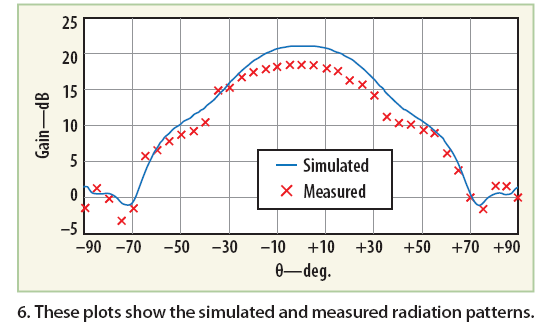 25
20
15
10
5
0
−5
Gain—dB
Simulated
Measured
−90 −70 −50 −30 −10 +10 +30 +50 +70 +90
θ—deg.
6. These plots show the simulated and measured radiation patterns.